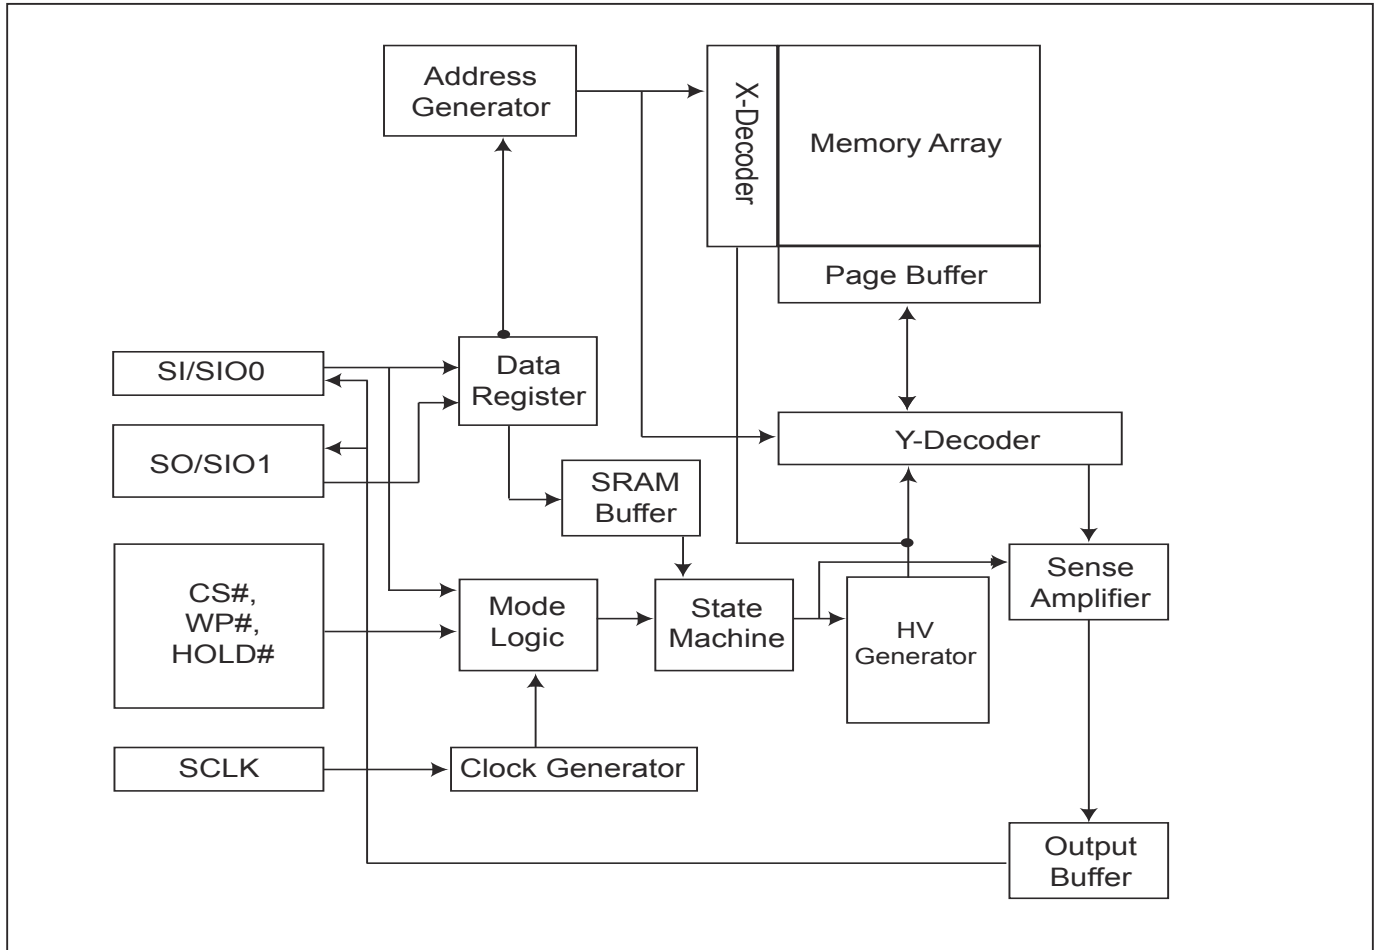 Address
Generator
X-Decoder
Memory Array
Page Buffer
SI/SIO0
Data
Register
SO/SIO1
Y-Decoder
SRAM
Buffer
CS#,
WP#,
HOLD#
Mode
Logic
State
Machine
HV
Generator
Sense
Amplifier
SCLK
Clock Generator
Output
Buffer